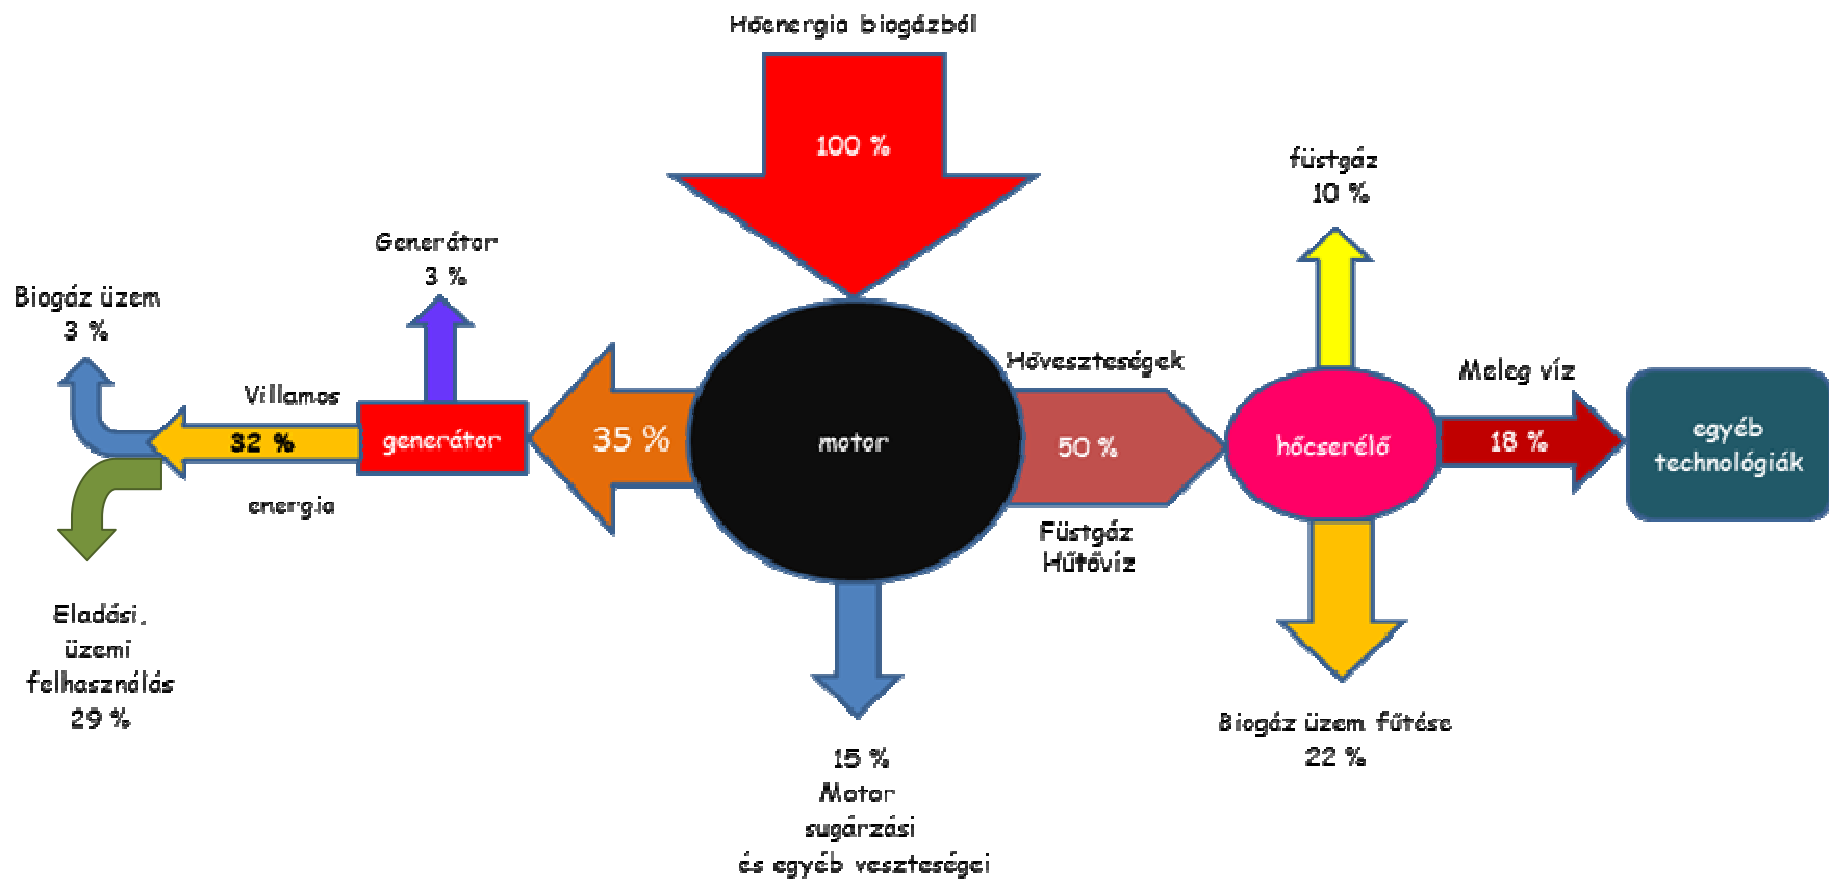 Hőenergia biogázból
100 %
füstgáz
10 %
Generátor
3 %
Biogáz üzem
3 %
Hőveszteségek
Meleg víz
Villamos
32 %
generátor
35 %
motor
50 %
hőcserélő
18 %
egyéb
technológiák
energia
Füstgáz
Hűtővíz
Eladási,
üzemi
felhasználás
29 %
Biogáz üzem fűtése
22 %
15 %
Motor
sugárzási
és egyéb veszteségei